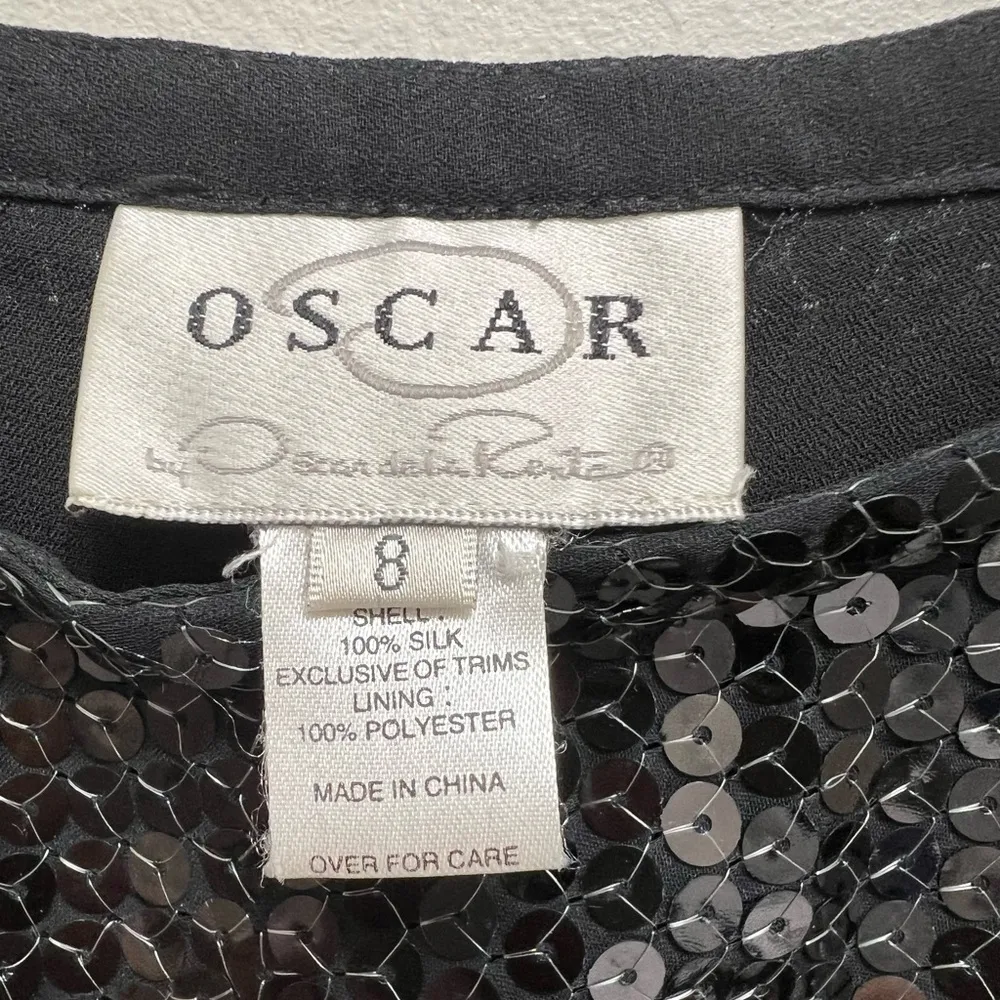 OSCAR
by Oscar de la Renta ®
8
SHELL :
100% SILK
EXCLUSIVE OF TRIMS
LINING :
100% POLYESTER
MADE IN CHINA
OVER FOR CARE